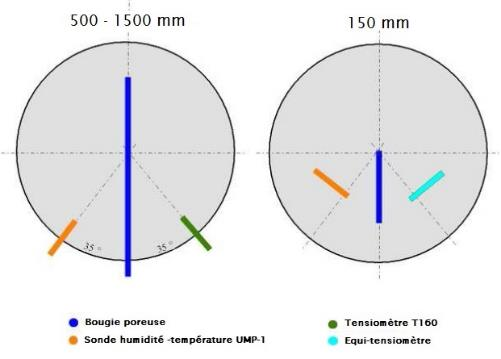 500 - 1500 mm
150 mm
35 °
35 °
Bougie poreuse
Sonde humidité -température UMP-1
Tensiomètre T160
Equi-tensiomètre